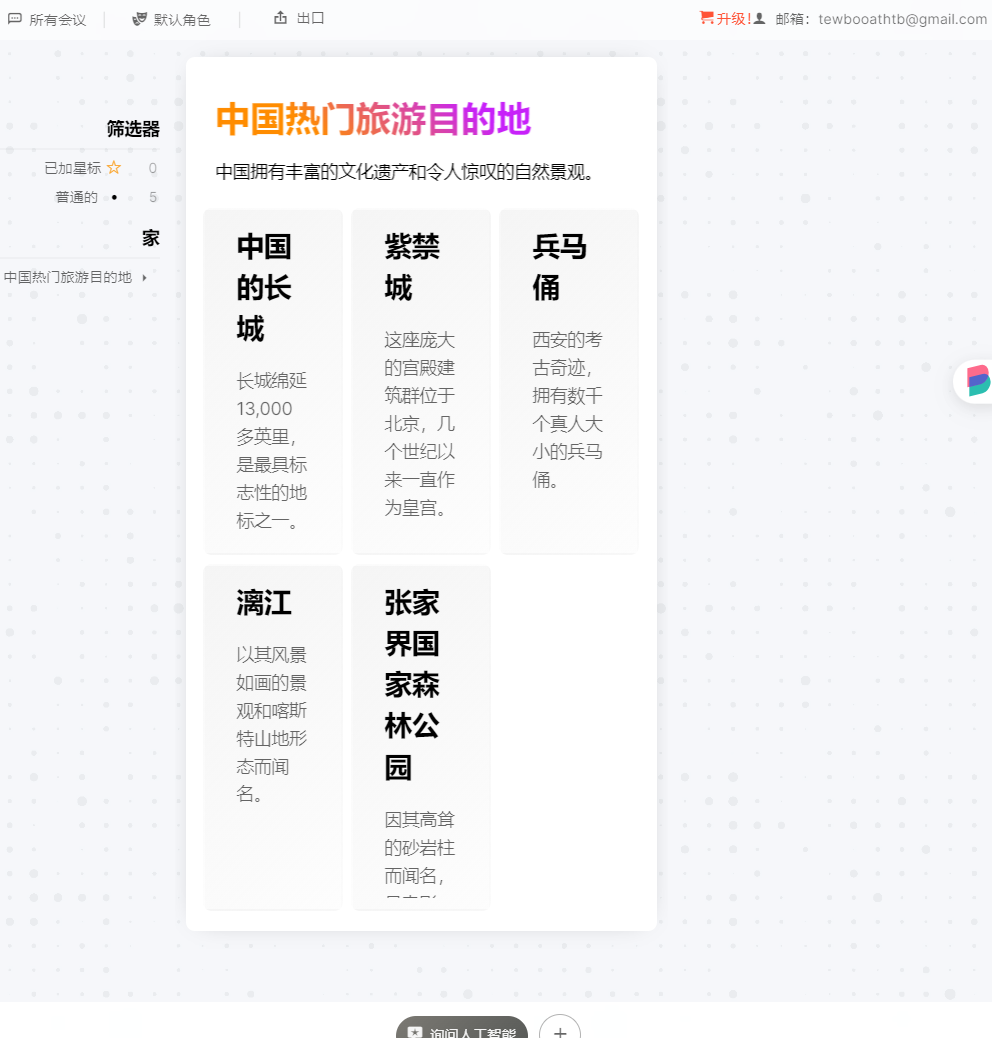 所有会议
默认角色
出口
升级!
邮箱：tewbooathtb@gmail.com
筛选器
已加星标 0
普通的 5
家
中国热门旅游目的地
中国热门旅游目的地
中国拥有丰富的文化遗产和令人惊叹的自然景观。
中国
的长
城
长城绵延
13,000
多英里，
是最具标
志性的地
标之一。
紫禁
城
这座庞大
的宫殿建
筑群位于
北京，几
个世纪以
来一直作
为皇宫。
兵马
俑
西安的考
古奇迹，
拥有数千
个真人大
小的兵马
俑。
漓江
以其风景
如画的景
观和喀斯
特山地形
态而闻
名。
张家
界国
家森
林公
园
因其高耸
的砂岩柱
而闻名，
询问人工智能